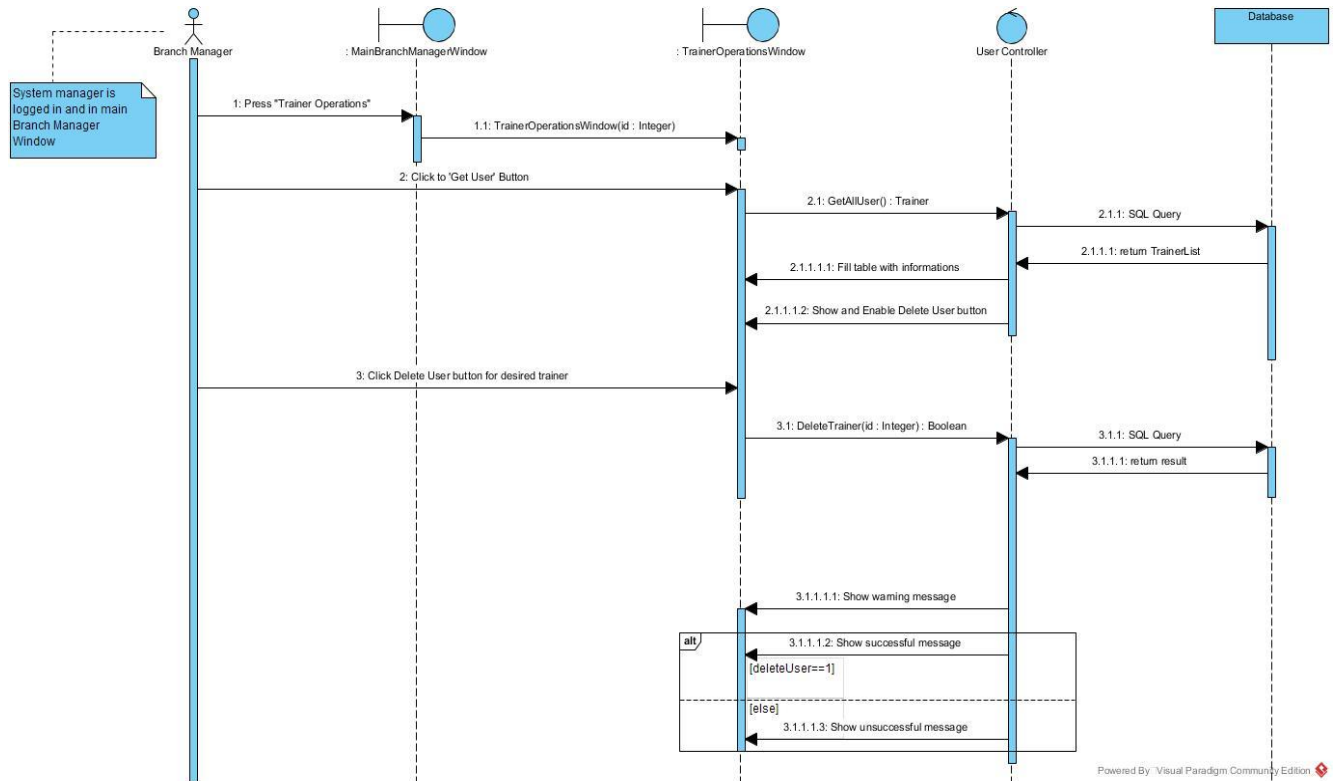 Branch Manager
: MainBranchManagerWindow
: TrainerOperationsWindow
User Controller
Database
System manager is
logged in and in main
Branch Manager
Window
1: Press "Trainer Operations"
1.1: TrainerOperationsWindow(id : Integer)
2: Click to 'Get User' Button
2.1: GetAllUser() : Trainer
2.1.1: SQL Query
2.1.1.1: return TrainerList
2.1.1.1.1: Fill table with informations
2.1.1.1.2: Show and Enable Delete User button
3: Click Delete User button for desired trainer
3.1: DeleteTrainer(id : Integer) : Boolean
3.1.1: SQL Query
3.1.1.1: return result
3.1.1.1.1: Show warning message
alt
3.1.1.1.2: Show successful message
[deleteUser==1]
[else]
3.1.1.1.3: Show unsuccessful message
Powered By Visual Paradigm Community Edition